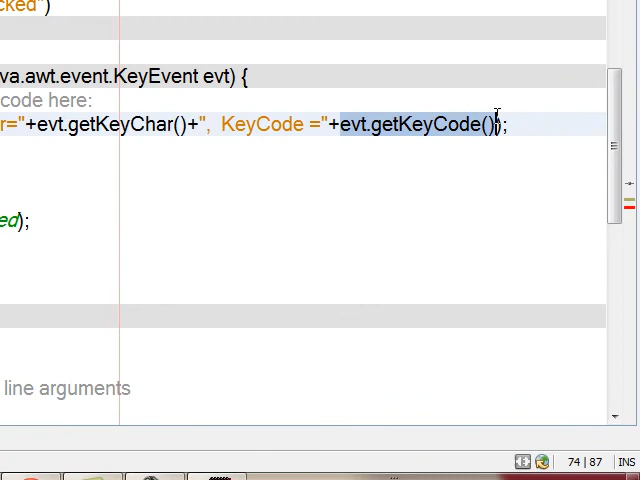 cked")
va.awt.event.KeyEvent evt) {
code here:
r="+evt.getKeyChar()+",  KeyCode ="+evt.getKeyCode());
ed);
line arguments
74 | 87 INS